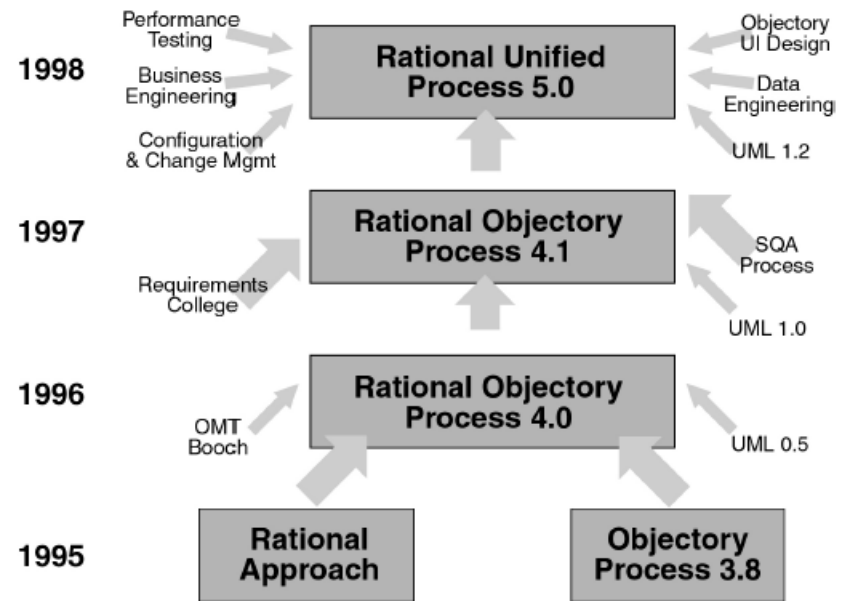 1998
Performance
Testing
Business
Engineering
Configuration
& Change Mgmt
Rational Unified
Process 5.0
Objectory
UI Design
Data
Engineering
UML 1.2
1997
Requirements
College
Rational Objectory
Process 4.1
SQA
Process
UML 1.0
1996
OMT
Booch
Rational Objectory
Process 4.0
UML 0.5
1995
Rational
Approach
Objectory
Process 3.8